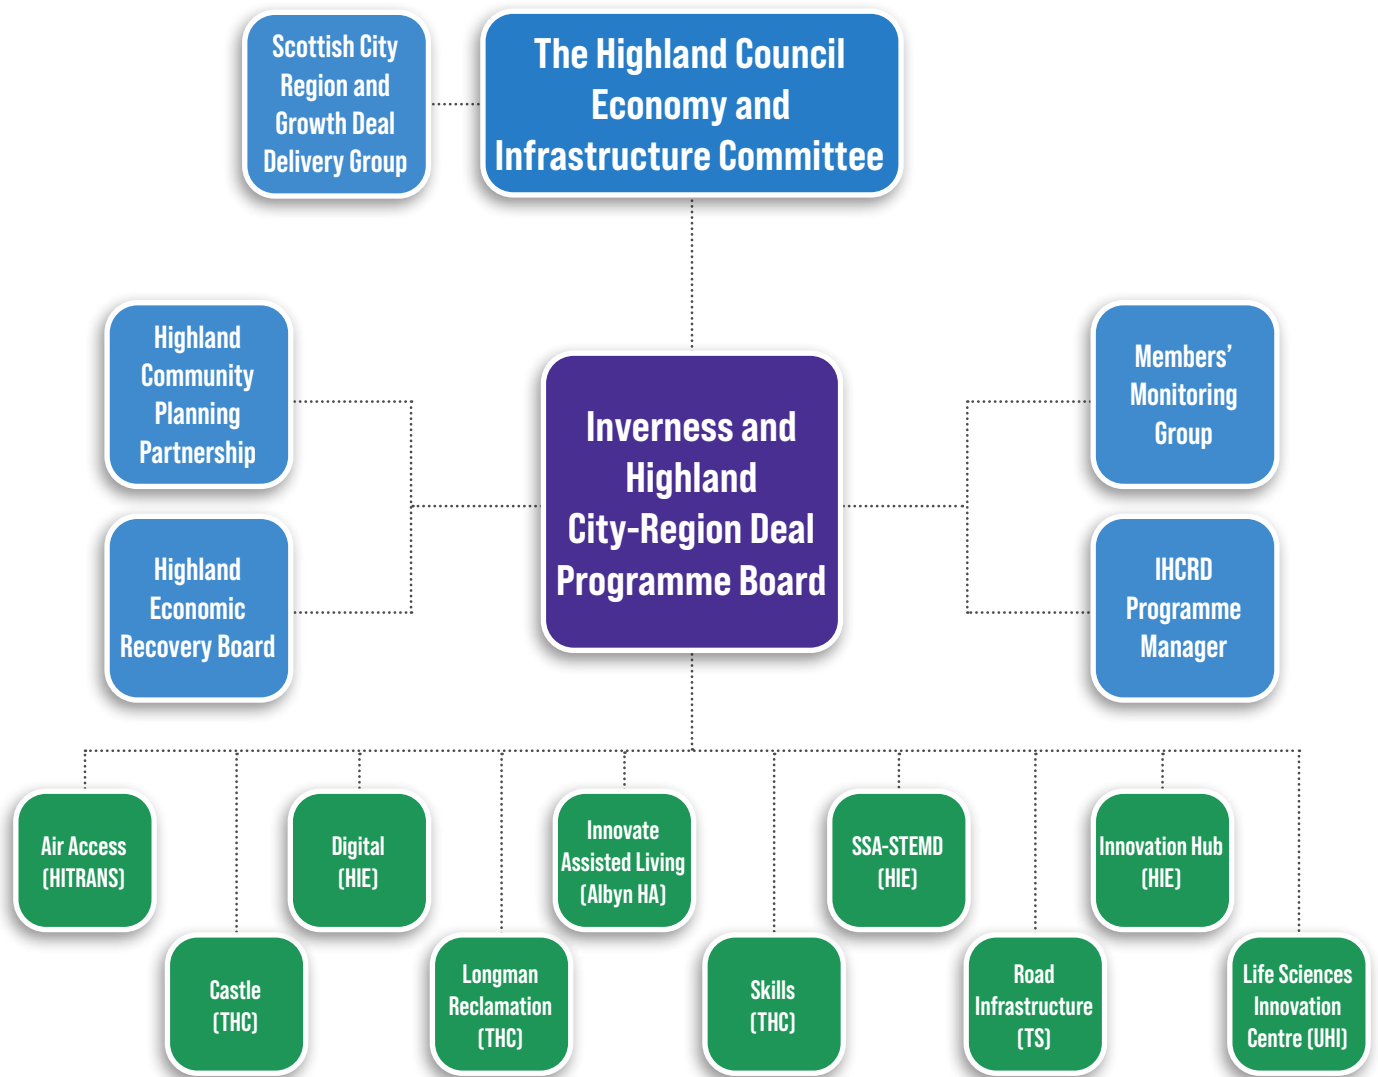 Scottish City
Region and
Growth Deal
Delivery Group
The Highland Council
Economy and
Infrastructure Committee
Highland
Community
Planning
Partnership
Highland
Economic
Recovery Board
Inverness and
Highland
City-Region Deal
Programme Board
Members’
Monitoring
Group
IHCRD
Programme
Manager
Air Access
(HITRANS)
Castle
(THC)
Digital
(HIE)
Longman
Reclamation
(THC)
Innovate
Assisted Living
(Albyn HA)
Skills
(THC)
SSA-STEMD
(HIE)
Road
Infrastructure
(TS)
Innovation Hub
(HIE)
Life Sciences
Innovation
Centre (UHI)